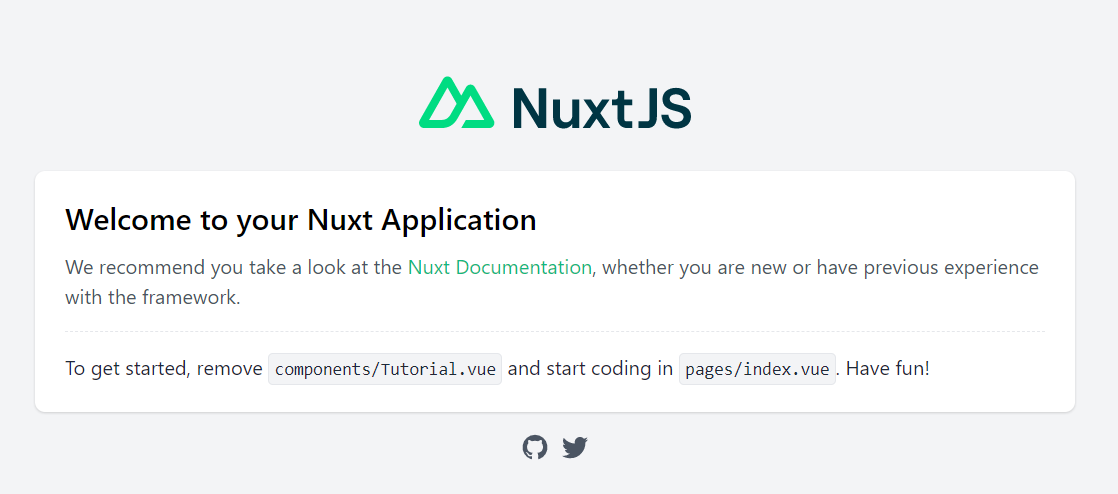 NuxtJS
Welcome to your Nuxt Application
We recommend you take a look at the Nuxt Documentation, whether you are new or have previous experience
with the framework.
To get started, remove components/Tutorial.vue and start coding in pages/index.vue. Have fun!